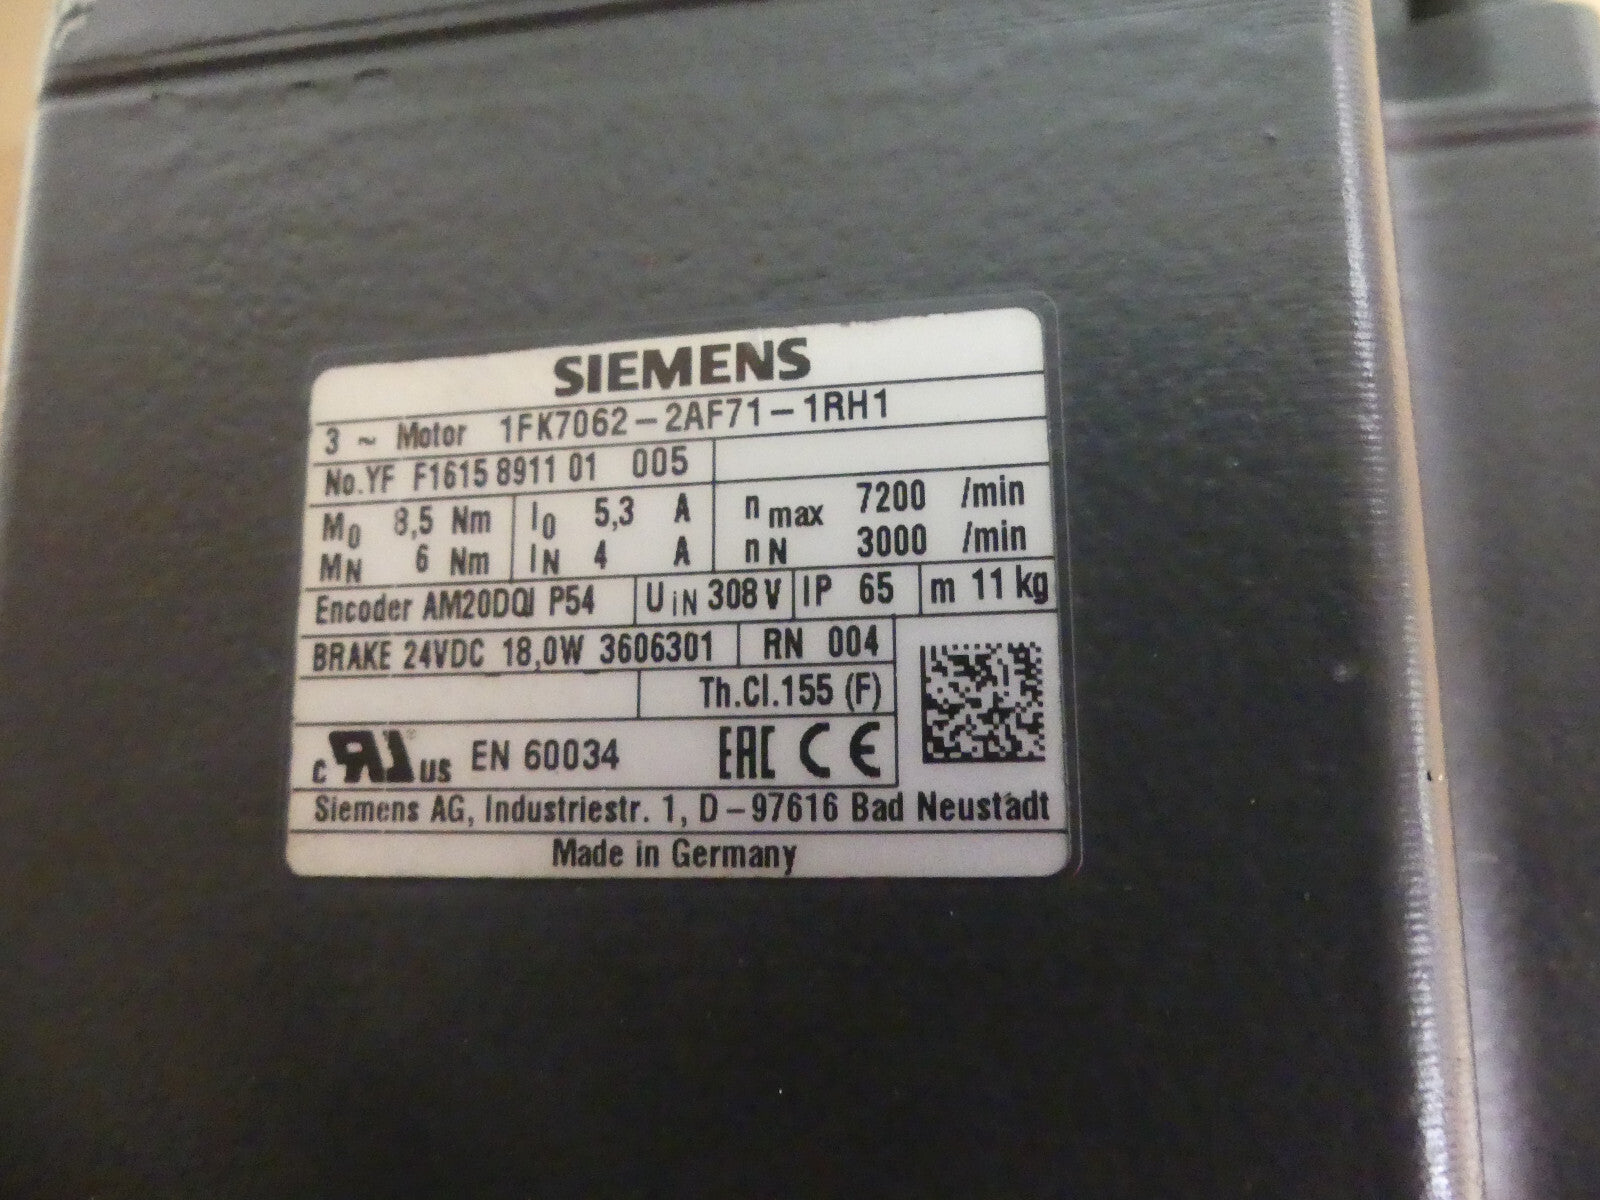 SIEMENS
3 ~ Motor 1FK7062-2AF71-1RH1
No.YF F1615 8911 01 005
M0 8,5 Nm I0 5,3 A n max 7200 /min
MN 6 Nm IN 4 A n N 3000 /min
Encoder AM20DQI P54 U IN 308 V IP 65 m 11 kg
BRAKE 24VDC 18,0W 3606301 RN 004
Th.Cl.155 (F)
c RU US EN 60034 EAC CE
Siemens AG, Industriestr. 1, D-97616 Bad Neustadt
Made in Germany